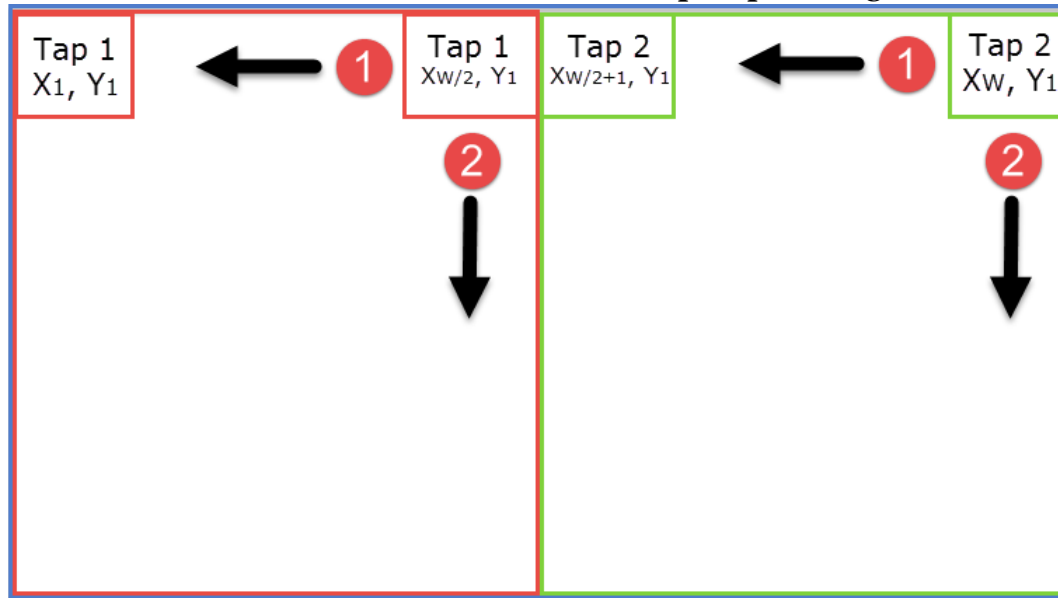 Tap 1
X1, Y1
1
Tap 1
XW/2, Y1
Tap 2
XW/2+1, Y1
1
Tap 2
XW, Y1
2
2